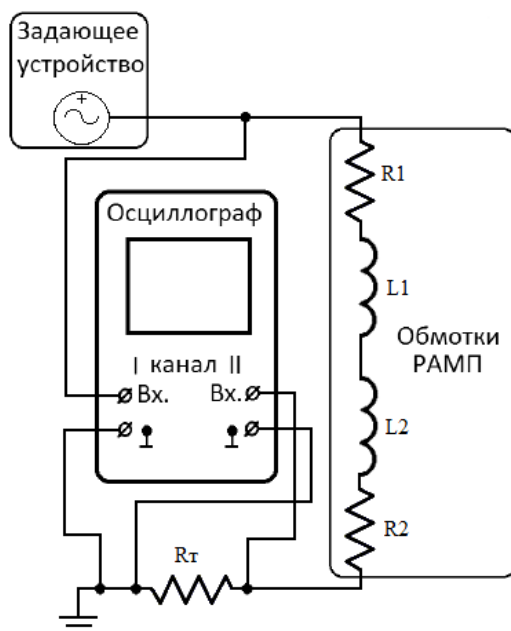 Задающее
устройство
+
R1
Осциллограф
L1
Обмотки
РАМП
I канал II
Вх. Вх.
L2
R2
Rт